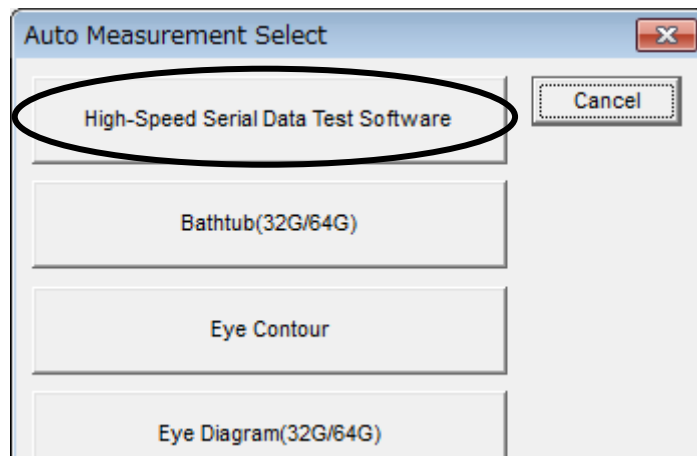 Auto Measurement Select
High-Speed Serial Data Test Software
Cancel
Bathtub(32G/64G)
Eye Contour
Eye Diagram(32G/64G)